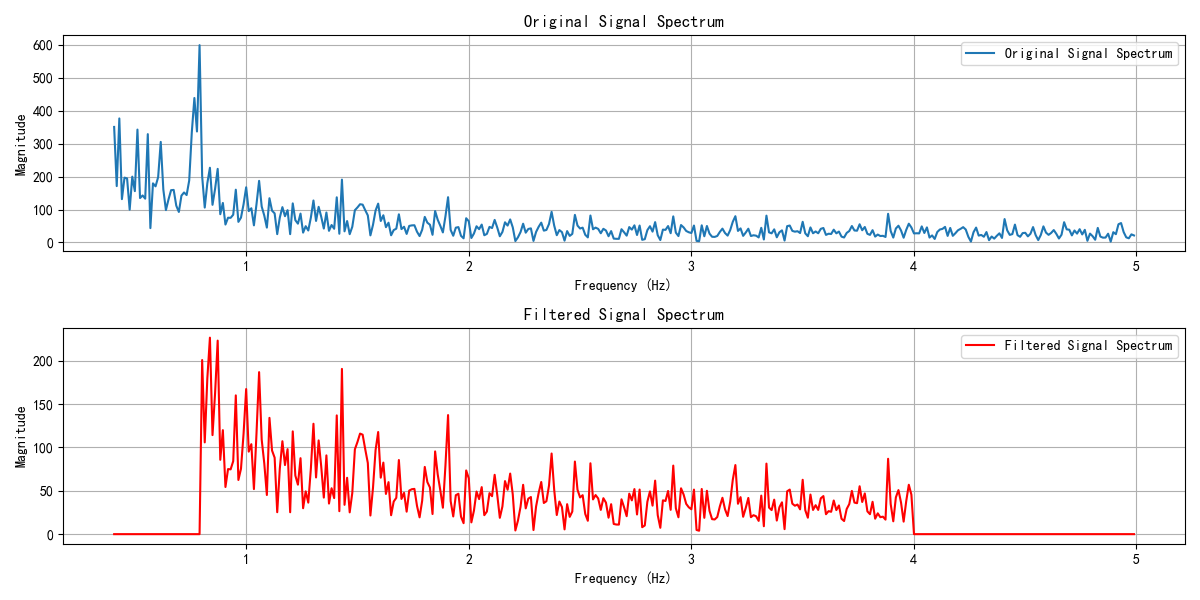 Original Signal Spectrum
600
500
400
300
200
100
0
Magnitude
Original Signal Spectrum
1
2
3
4
5
Frequency (Hz)
Filtered Signal Spectrum
200
150
100
50
0
Magnitude
Filtered Signal Spectrum
1
2
3
4
5
Frequency (Hz)